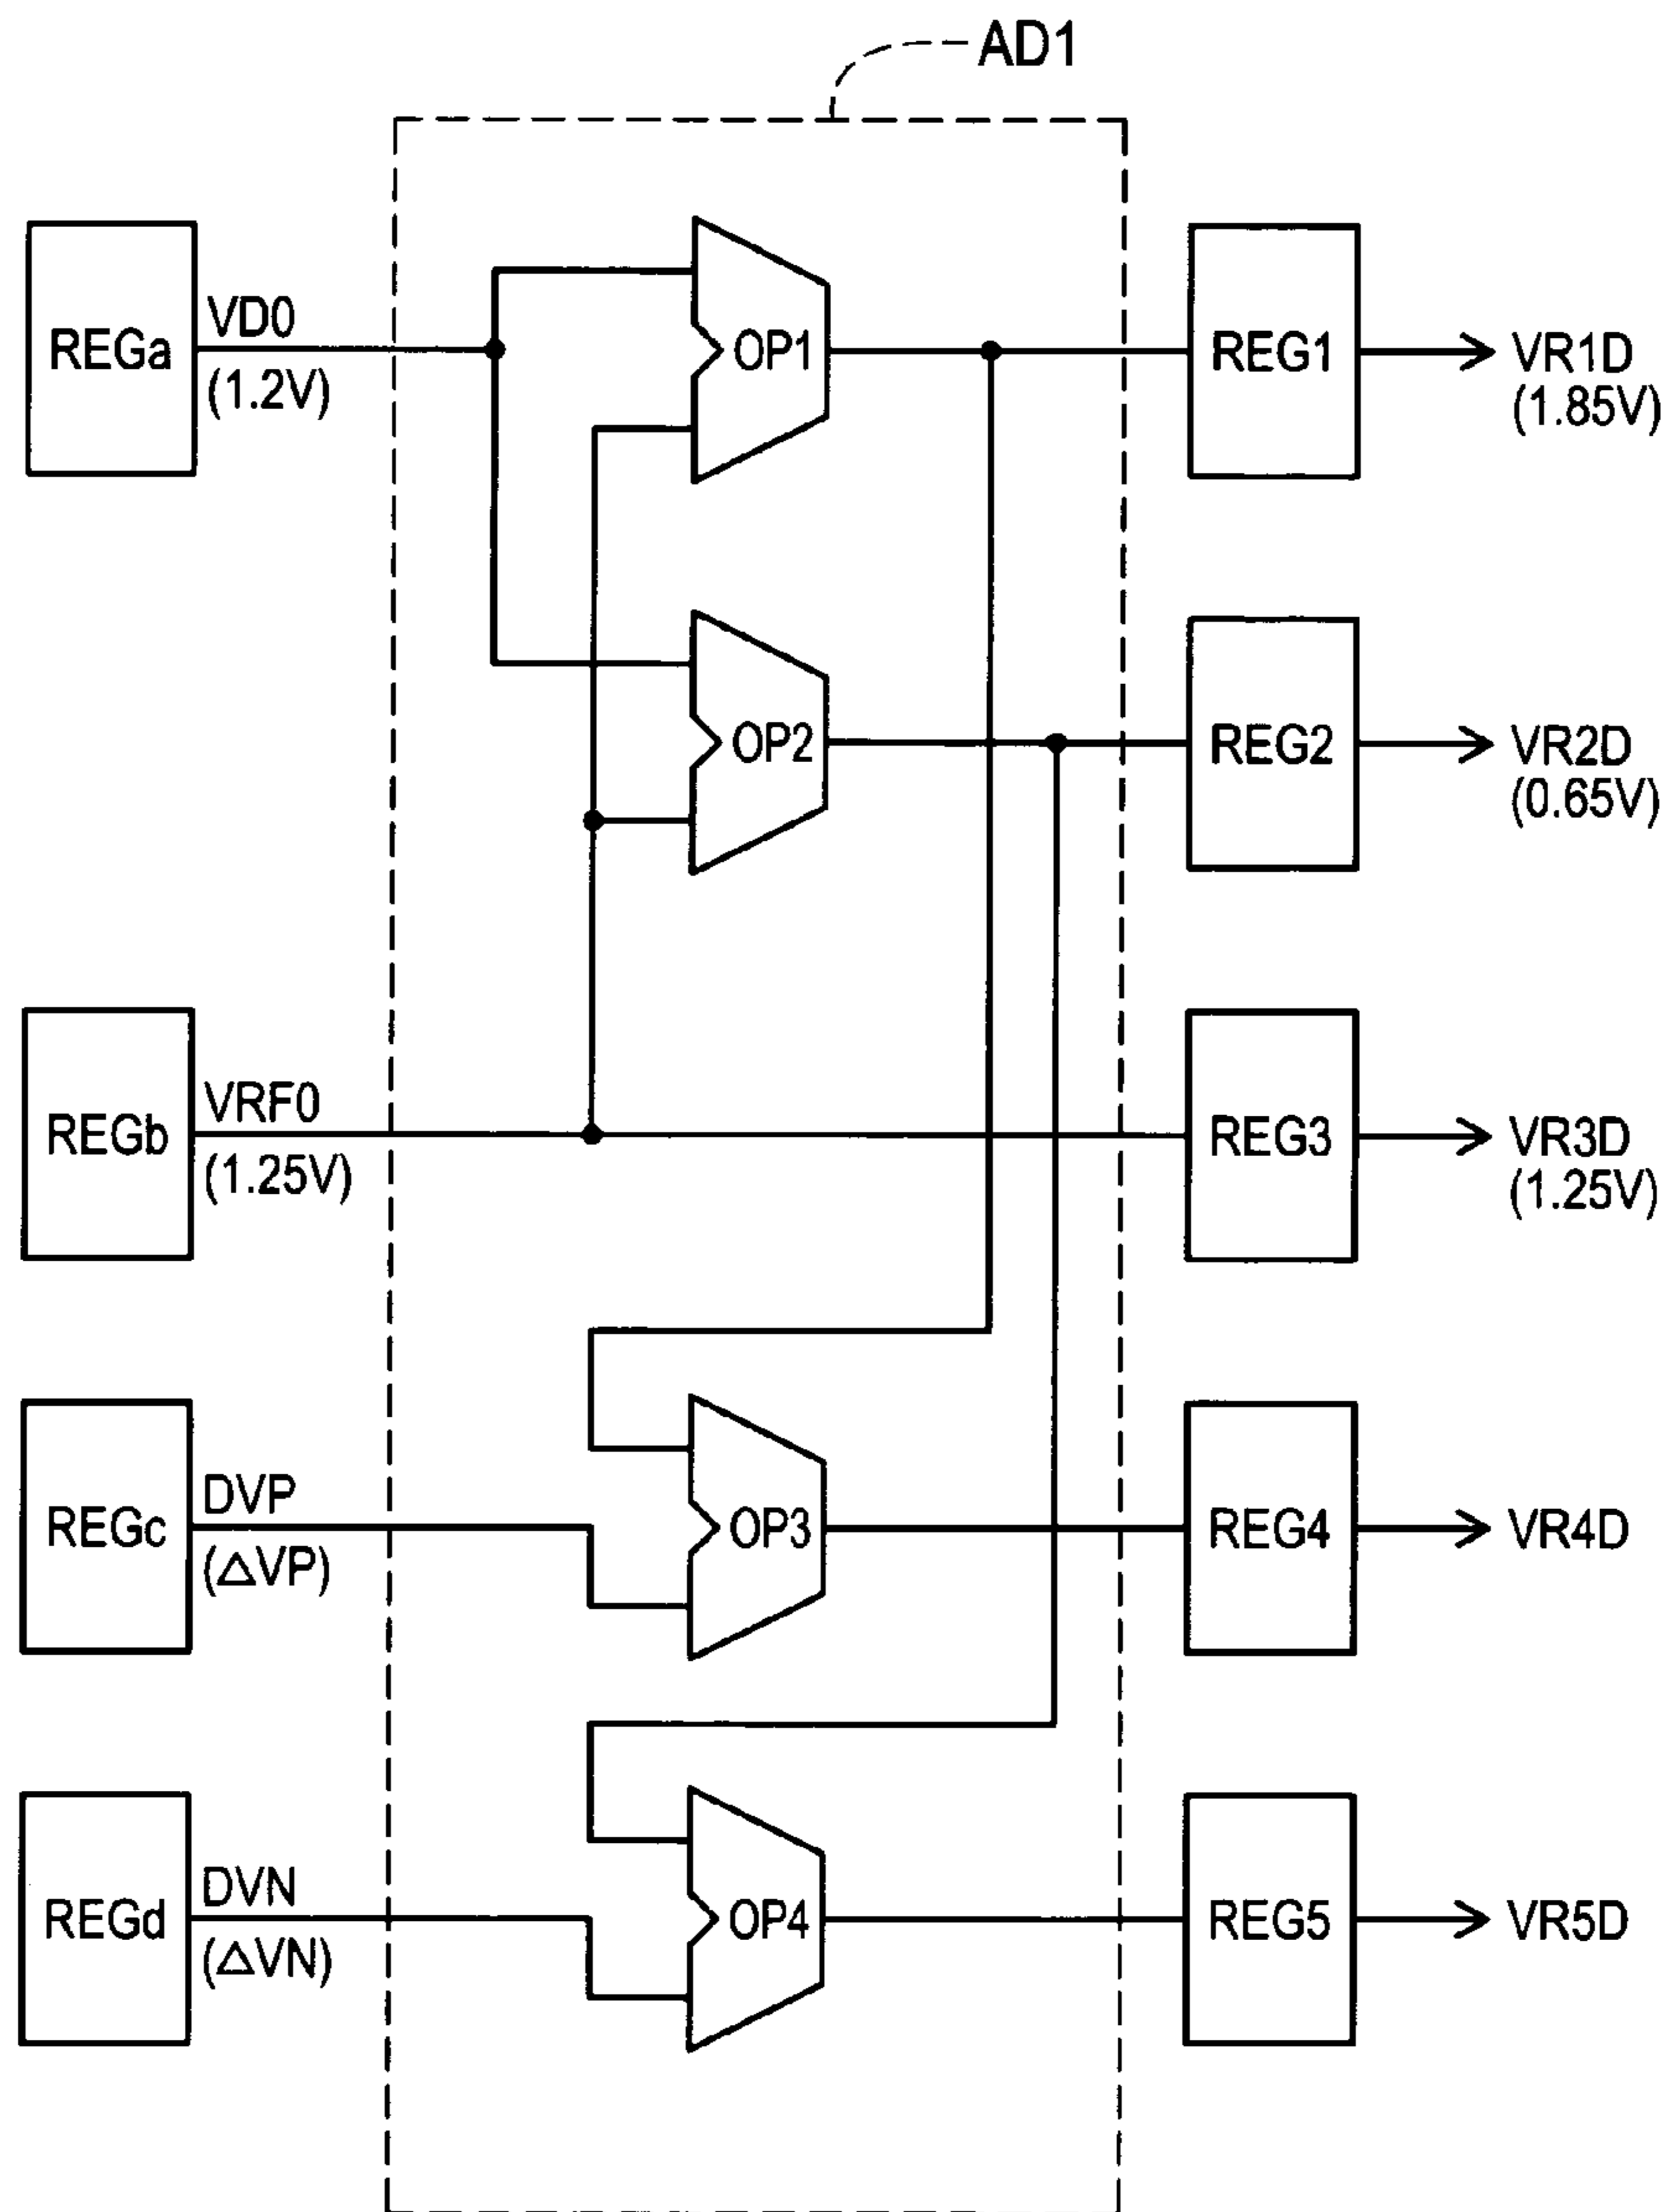 AD1
REGa
VD0
(1.2V)
OP1
REG1
VR1D
(1.85V)
OP2
REG2
VR2D
(0.65V)
REGb
VRF0
(1.25V)
REG3
VR3D
(1.25V)
REGc
DVP
(△VP)
OP3
REG4
VR4D
REGd
DVN
(△VN)
OP4
REG5
VR5D